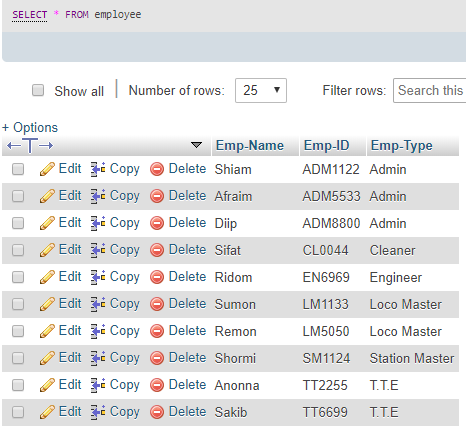 SELECT * FROM employee
Show all Number of rows: 25 Filter rows: Search this
+ Options
←T→ Emp-Name Emp-ID Emp-Type
Edit Copy Delete Shiam ADM1122 Admin
Edit Copy Delete Afraim ADM5533 Admin
Edit Copy Delete Diip ADM8800 Admin
Edit Copy Delete Sifat CL0044 Cleaner
Edit Copy Delete Ridom EN6969 Engineer
Edit Copy Delete Sumon LM1133 Loco Master
Edit Copy Delete Remon LM5050 Loco Master
Edit Copy Delete Shormi SM1124 Station Master
Edit Copy Delete Anonna TT2255 T.T.E
Edit Copy Delete Sakib TT6699 T.T.E